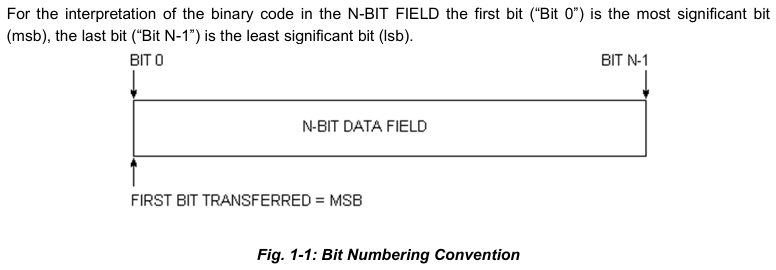 For the interpretation of the binary code in the N-BIT FIELD the first bit (“Bit 0”) is the most significant bit
(msb), the last bit (“Bit N-1”) is the least significant bit (lsb).
BIT 0 BIT N-1
N-BIT DATA FIELD
FIRST BIT TRANSFERRED = MSB
Fig. 1-1: Bit Numbering Convention